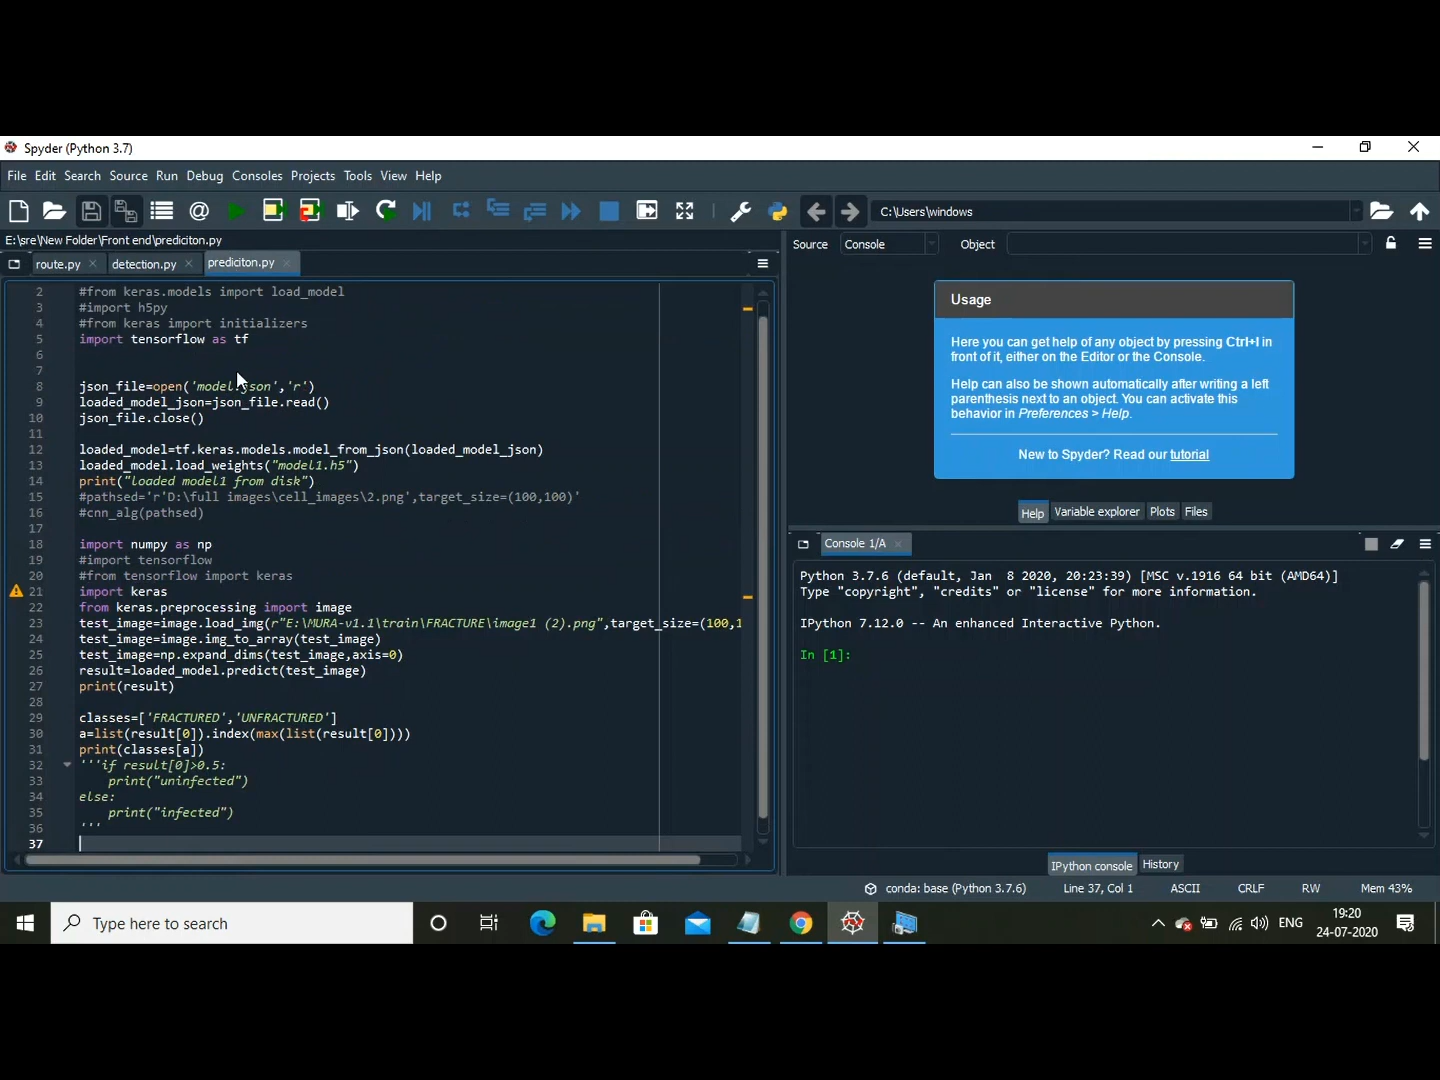 Spyder (Python 3.7)
File Edit Search Source Run Debug Consoles Projects Tools View Help
C:\Users\windows
E:\sre\New Folder\Front end\prediciton.py
route.py
detection.py
prediciton.py
2 #from keras.models import load_model
3 #import h5py
4 #from keras import initializers
5 import tensorflow as tf
6
7
8 json_file=open('model.json','r')
9 loaded_model_json=json_file.read()
10 json_file.close()
11
12 loaded_model=tf.keras.models.model_from_json(loaded_model_json)
13 loaded_model.load_weights("model1.h5")
14 print("loaded model1 from disk")
15 #pathsed='r'D:\full images\cell_images\2.png',target_size=(100,100)'
16 #cnn_alg(pathsed)
17
18 import numpy as np
19 #import tensorflow
20 #from tensorflow import keras
21 import keras
22 from keras.preprocessing import image
23 test_image=image.load_img(r"E:\MURA-v1.1\train\FRACTURE\image1 (2).png",target_size=(100,1
24 test_image=image.img_to_array(test_image)
25 test_image=np.expand_dims(test_image,axis=0)
26 result=loaded_model.predict(test_image)
27 print(result)
28
29 classes=['FRACTURED','UNFRACTURED']
30 a=list(result[0]).index(max(list(result[0])))
31 print(classes[a])
32 '''if result[0]>0.5:
33 print("uninfected")
34 else:
35 print("infected")
36 '''
37
Source Console Object
Usage
Here you can get help of any object by pressing Ctrl+I in
front of it, either on the Editor or the Console.
Help can also be shown automatically after writing a left
parenthesis next to an object. You can activate this
behavior in Preferences > Help.
New to Spyder? Read our tutorial
Help Variable explorer Plots Files
Console 1/A
Python 3.7.6 (default, Jan 8 2020, 20:23:39) [MSC v.1916 64 bit (AMD64)]
Type "copyright", "credits" or "license" for more information.
IPython 7.12.0 -- An enhanced Interactive Python.
In [1]:
IPython console History
conda: base (Python 3.7.6) Line 37, Col 1 ASCII CRLF RW Mem 43%
Type here to search
ENG
19:20
24-07-2020